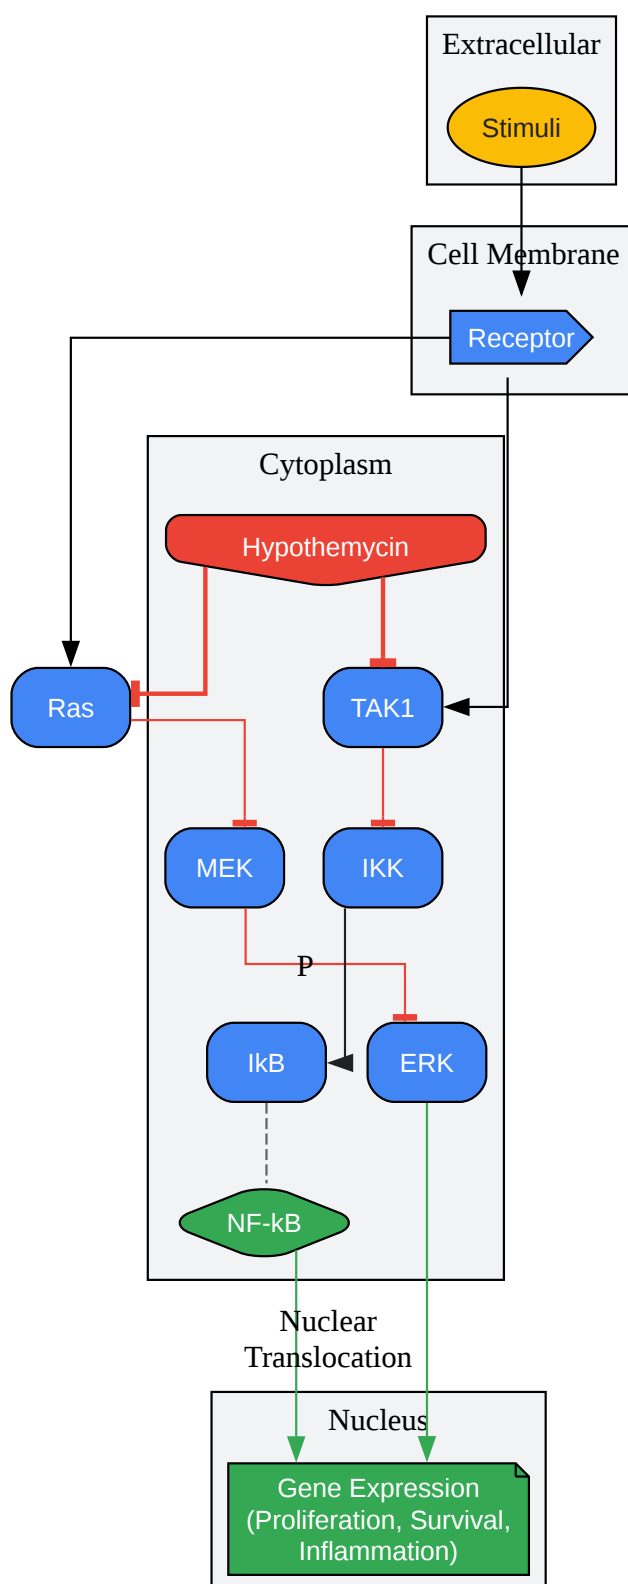 Extracellular
Stimuli
Cell Membrane
Receptor
Cytoplasm
Hypothemycin
Ras
TAK1
MEK
IKK
P
IkB
ERK
NF-kB
Nuclear
Translocation
Nucleus
Gene Expression
(Proliferation, Survival,
Inflammation)